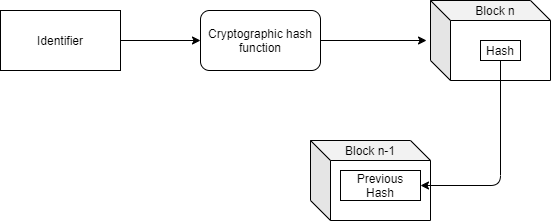 Block n
Identifier
Cryptographic hash
function
Hash
Block n-1
Previous
Hash